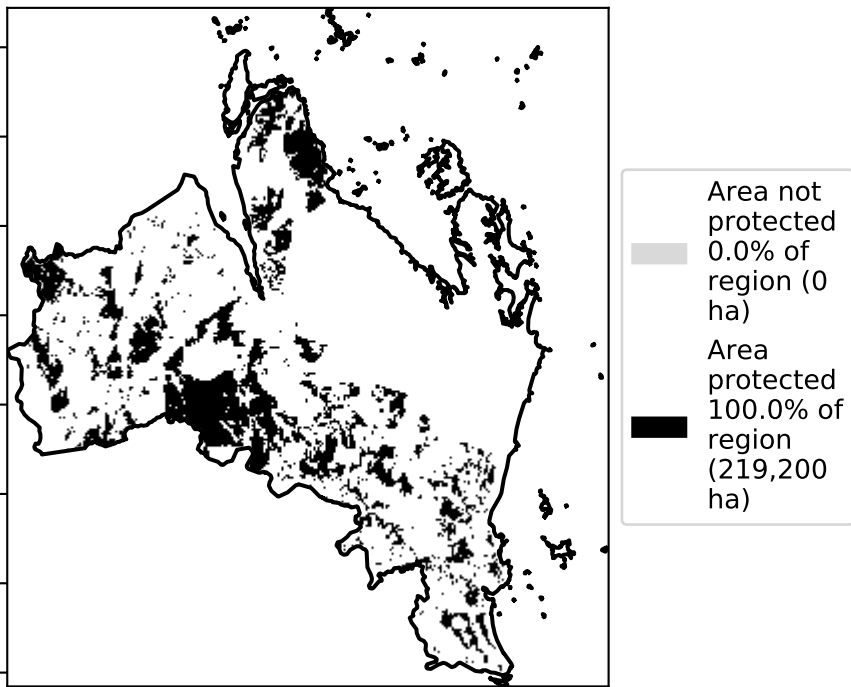 Area not
protected
0.0% of
region (0
ha)
Area
protected
100.0% of
region
(219,200
ha)